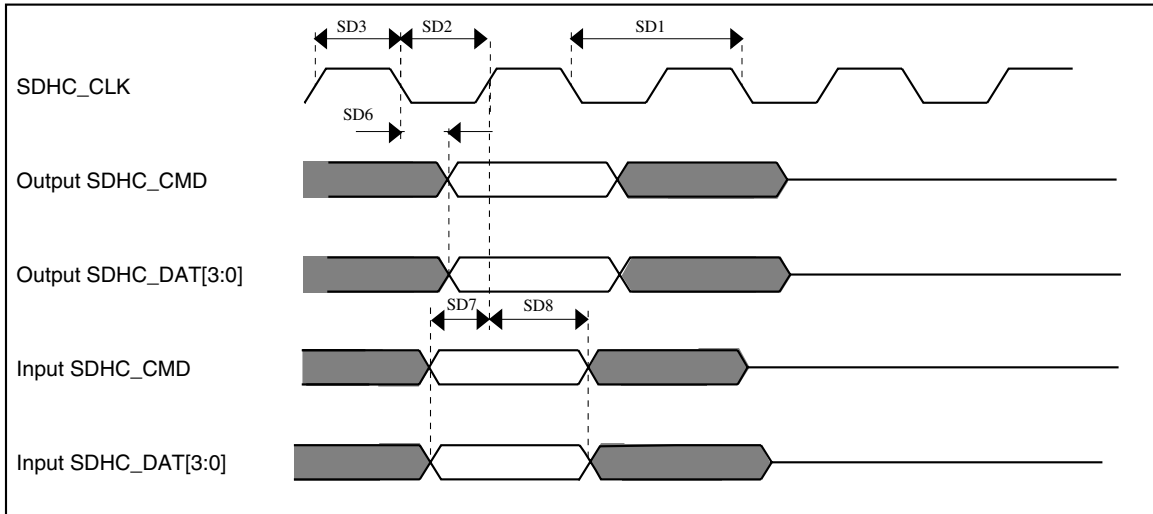 SD3 SD2 SD1
SDHC_CLK
SD6
Output SDHC_CMD
Output SDHC_DAT[3:0]
SD7 SD8
Input SDHC_CMD
Input SDHC_DAT[3:0]